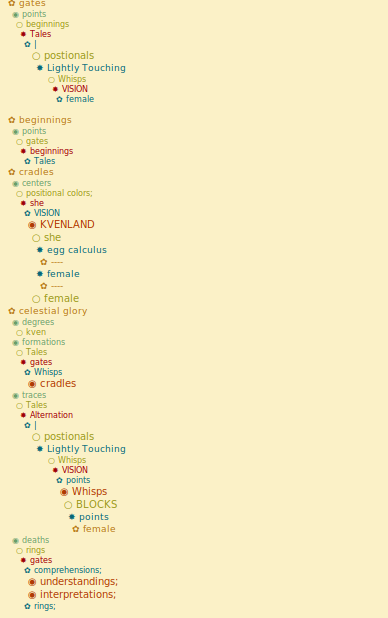 ✿ gates
◉ points
○ beginnings
✸ Tales
✿ |
○ postionals
✸ Lightly Touching
○ Whisps
✸ VISION
✿ female
✿ beginnings
◉ points
○ gates
✸ beginnings
✿ Tales
✿ cradles
◉ centers
○ positional colors;
✸ she
✿ VISION
◉ KVENLAND
○ she
✸ egg calculus
✿ ----
✸ female
✿ ----
○ female
✿ celestial glory
◉ degrees
○ kven
◉ formations
○ Tales
✸ gates
✿ Whisps
◉ cradles
◉ traces
○ Tales
✸ Alternation
✿ |
○ postionals
✸ Lightly Touching
○ Whisps
✸ VISION
✿ points
◉ Whisps
○ BLOCKS
✸ points
✿ female
◉ deaths
○ rings
✸ gates
✿ comprehensions;
◉ understandings;
◉ interpretations;
✿ rings;